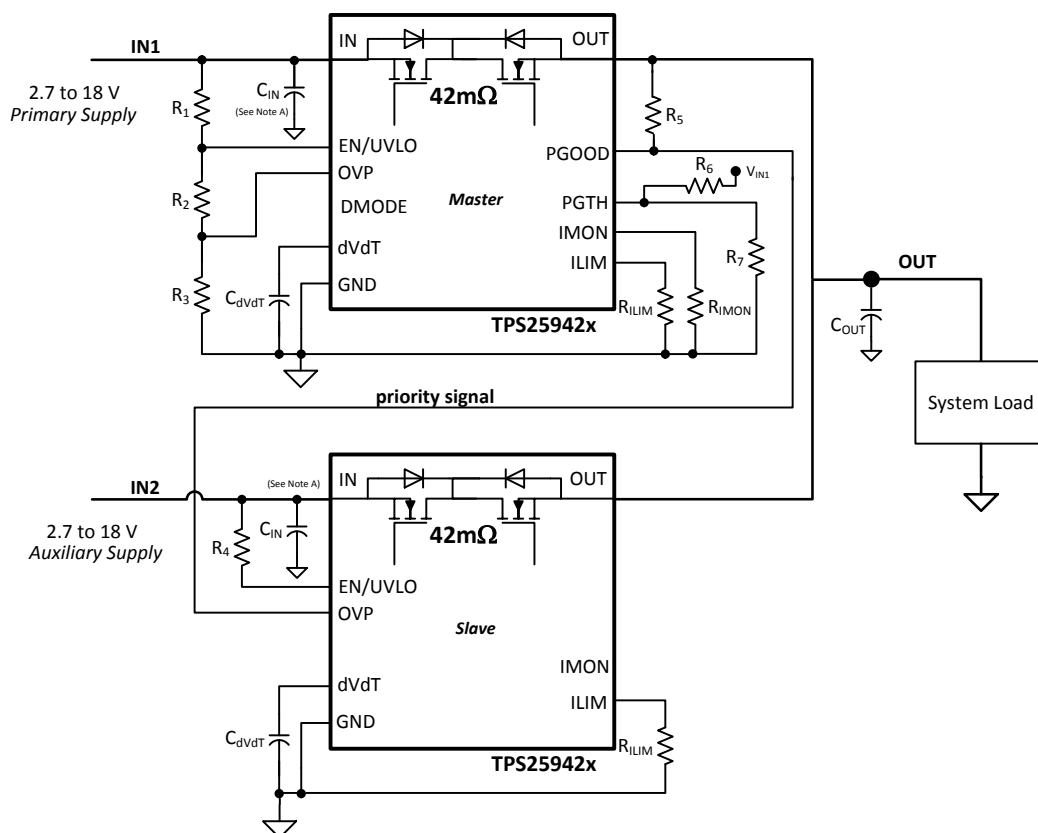 IN1
2.7 to 18 V
Primary Supply
R1
R2
R3
CIN
(See Note A)
IN
OUT
42mΩ
EN/UVLO
OVP
DMODE
dVdT
GND
Master
PGOOD
PGTH
IMON
ILIM
CdVdT
TPS25942x
R5
R6
VIN1
R7
RILIM
RIMON
OUT
COUT
System Load
priority signal
IN2
2.7 to 18 V
Auxiliary Supply
R4
(See Note A)
CIN
IN
OUT
42mΩ
EN/UVLO
OVP
Slave
dVdT
GND
IMON
ILIM
CdVdT
RILIM
TPS25942x